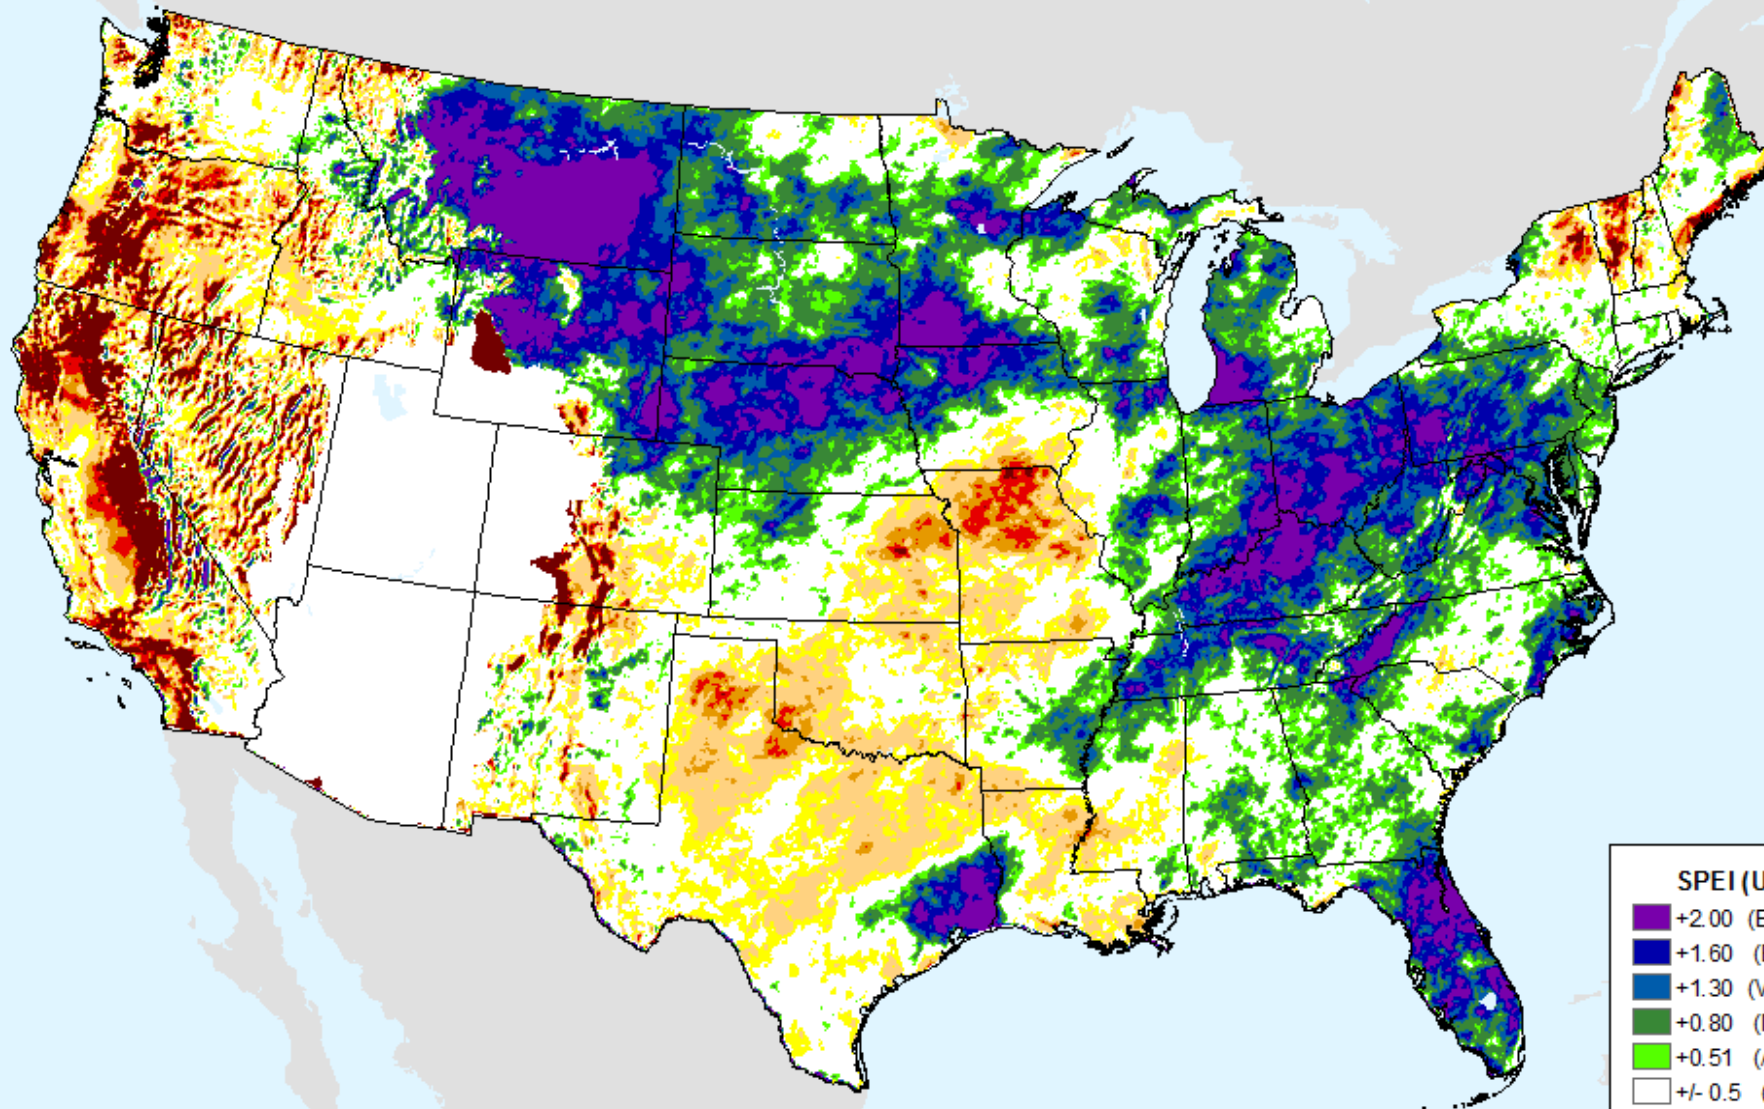 SPEI (U
+2.00 (E
+1.60 (
+1.30 (V
+0.80 (
+0.51 (
+/- 0.5 (